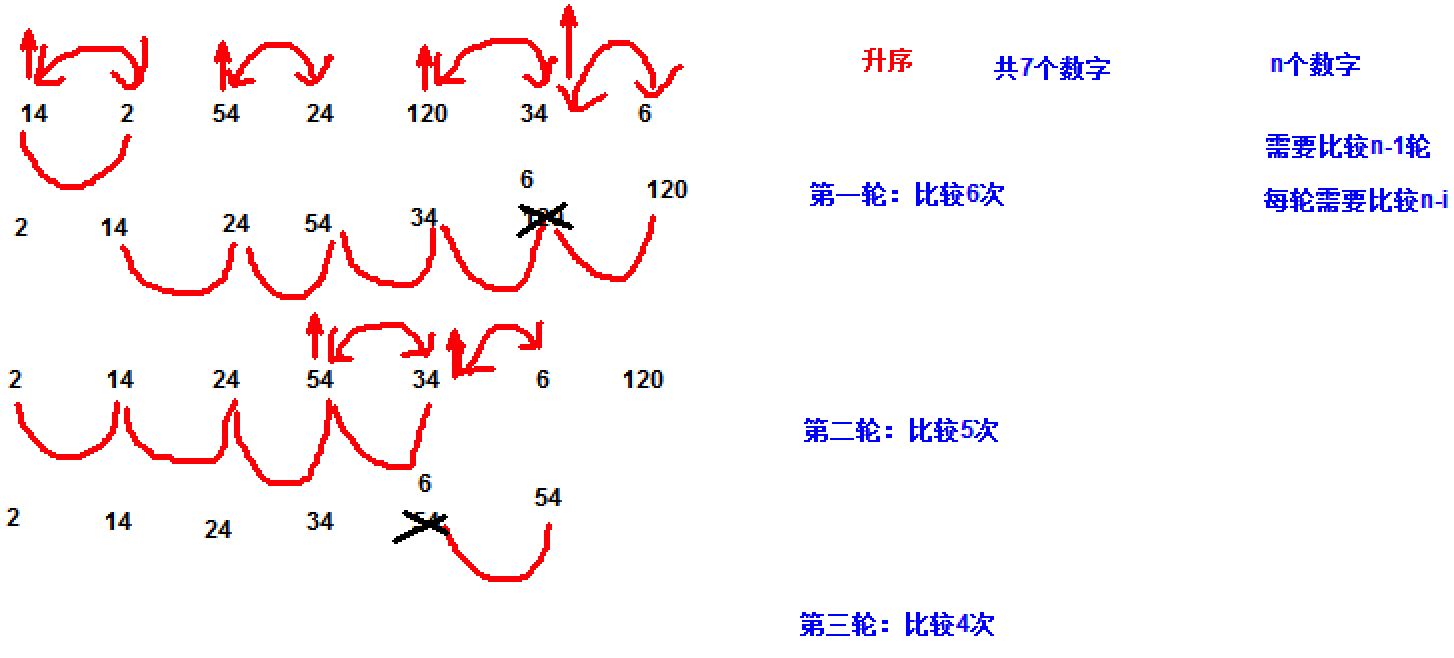 升序 共7个数字 n个数字
14 2 54 24 120 34 6
需要比较n-1轮
6 120 第一轮：比较6次 每轮需要比较n-i
2 14 24 54 34
2 14 24 54 34 6 120
第二轮：比较5次
6 54
2 14 24 34
第三轮：比较4次